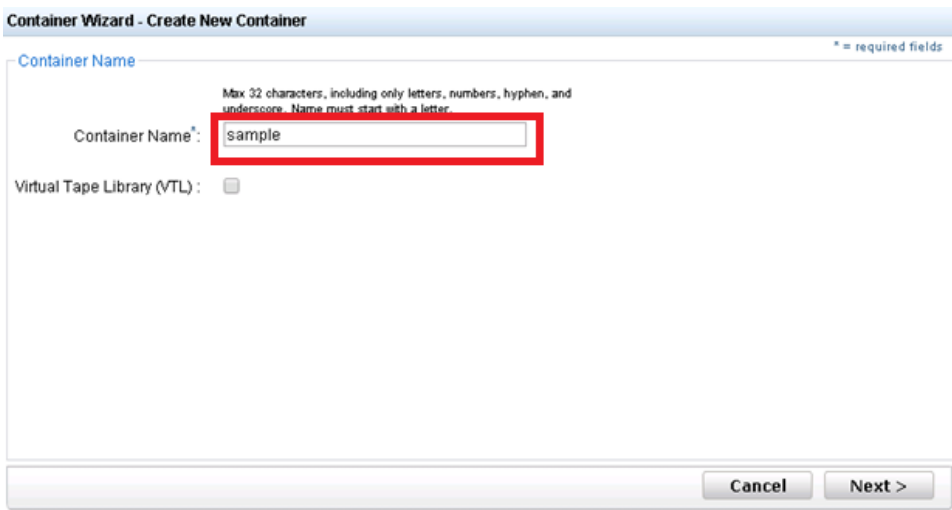 Container Wizard - Create New Container
* = required fields
Container Name
Max 32 characters, including only letters, numbers, hyphen, and
underscore. Name must start with a letter.
Container Name*: sample
Virtual Tape Library (VTL) :
Cancel Next >